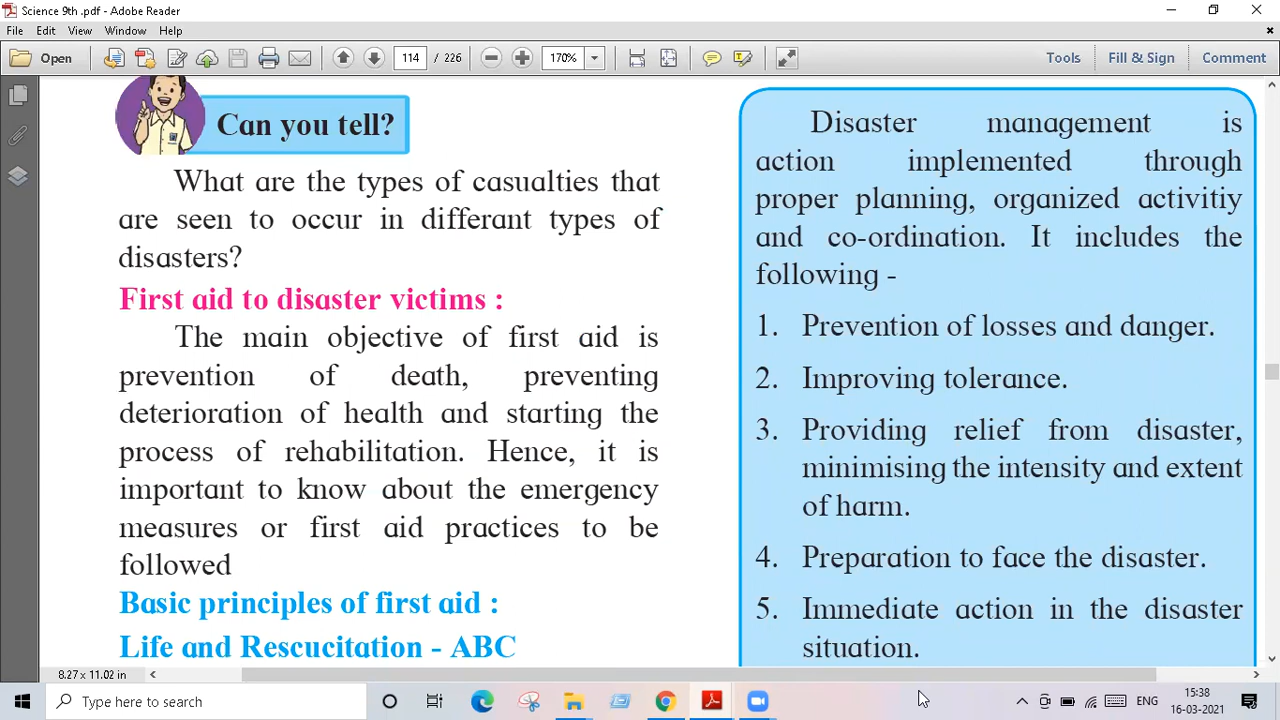 Science 9th .pdf - Adobe Reader
File Edit View Window Help
Open 114 / 226 170% Tools Fill & Sign Comment
Can you tell?
What are the types of casualties that
are seen to occur in differant types of
disasters?
First aid to disaster victims :
The main objective of first aid is
prevention of death, preventing
deterioration of health and starting the
process of rehabilitation. Hence, it is
important to know about the emergency
measures or first aid practices to be
followed
Basic principles of first aid :
Life and Rescucitation - ABC
Disaster management is
action implemented through
proper planning, organized activitiy
and co-ordination. It includes the
following -
1. Prevention of losses and danger.
2. Improving tolerance.
3. Providing relief from disaster,
minimising the intensity and extent
of harm.
4. Preparation to face the disaster.
5. Immediate action in the disaster
situation.
8.27 x 11.02 in
Type here to search
ENG
15:38
16-03-2021